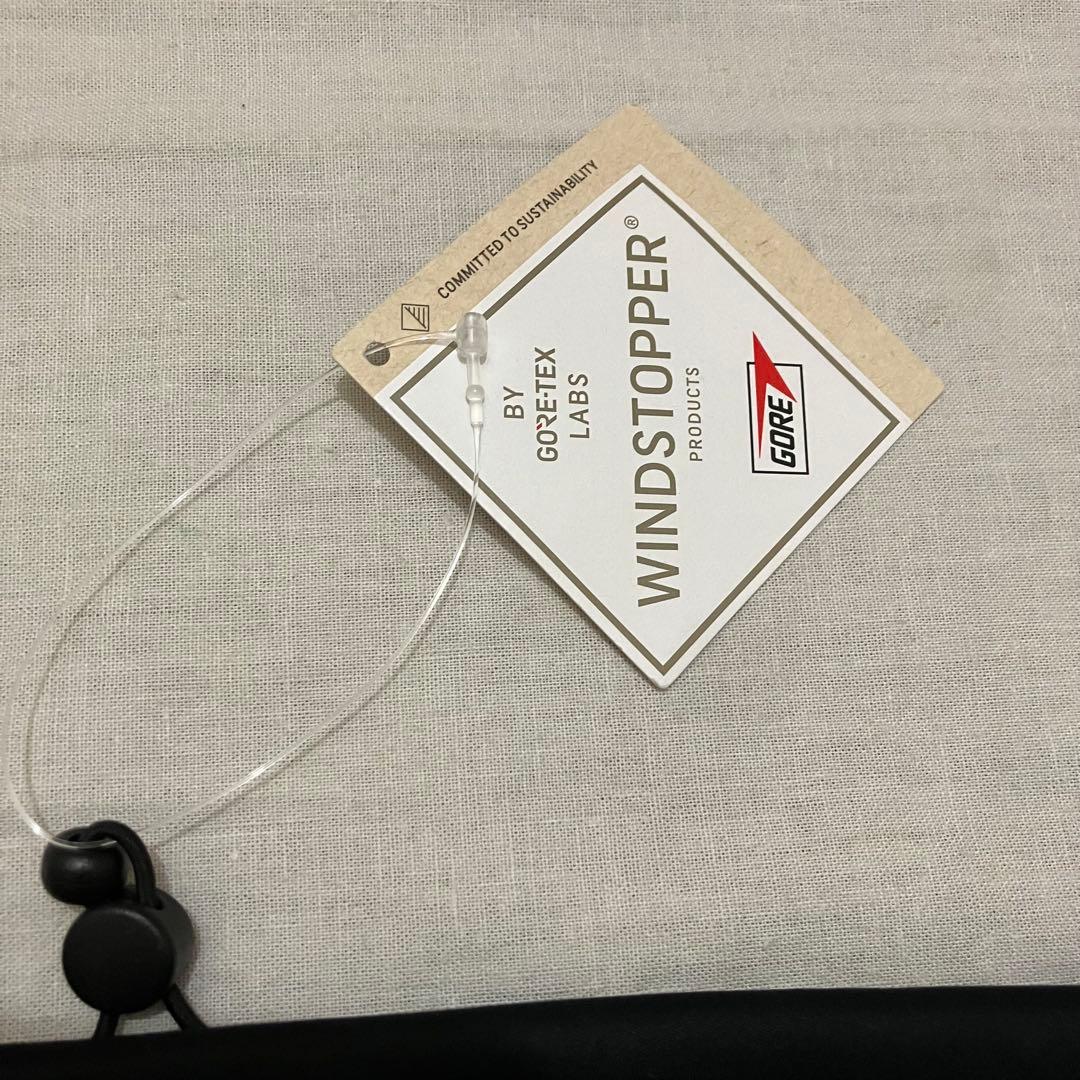 COMMITTED TO SUSTAINABILITY
BY
GORE-TEX
LABS
WINDSTOPPER®
PRODUCTS
GORE